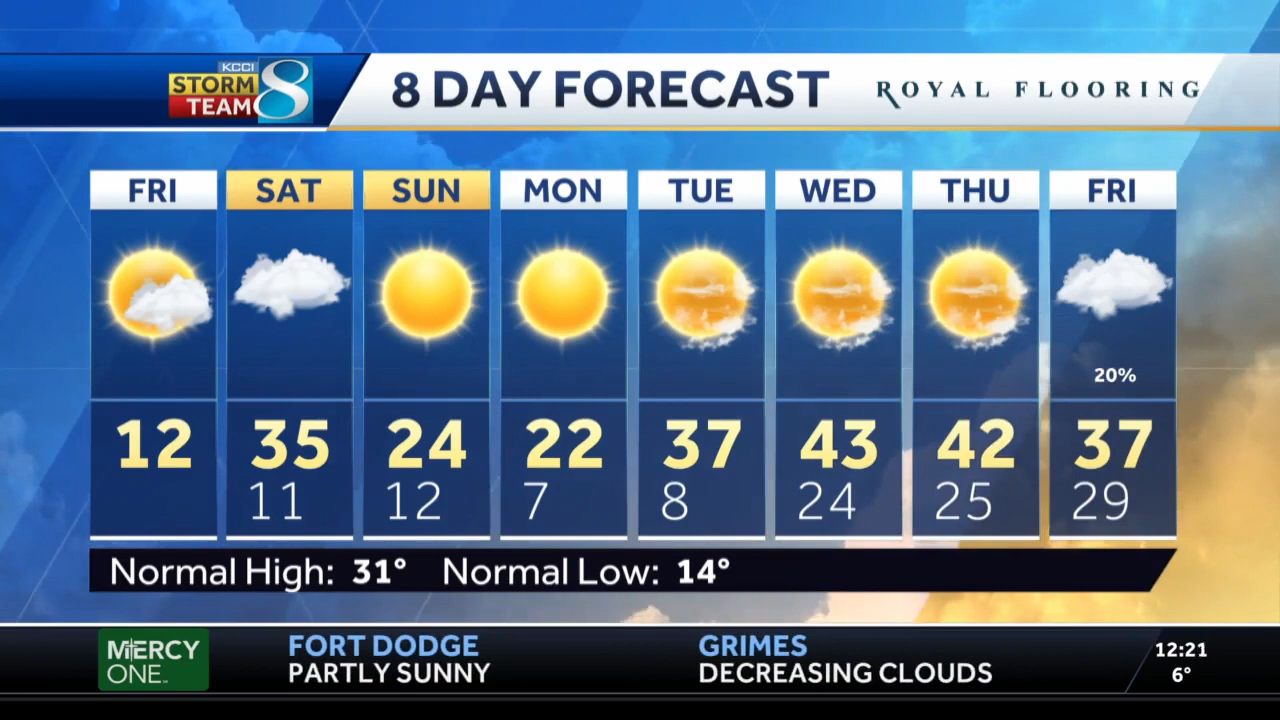 KCCI
STORM
TEAM 8
8 DAY FORECAST
ROYAL FLOORING
FRI SAT SUN MON TUE WED THU FRI
20%
12 35 24 22 37 43 42 37
11 12 7 8 24 25 29
Normal High: 31° Normal Low: 14°
MERCY
ONE
FORT DODGE
PARTLY SUNNY
GRIMES
DECREASING CLOUDS
12:21
6°